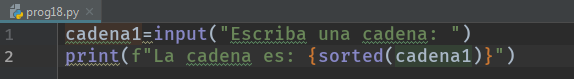 prog18.py
1 cadena1=input("Escriba una cadena: ")
2 print(f"La cadena es: {sorted(cadena1)}")